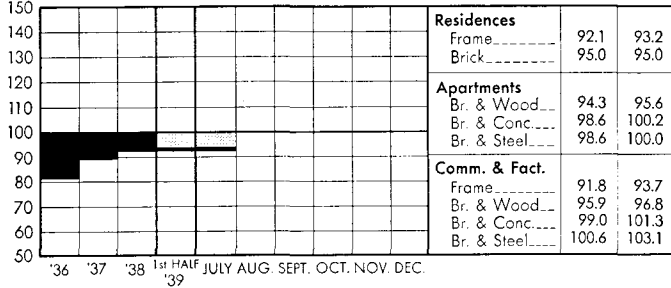 150
140
130
120
110
100
90
80
70
60
50
'36 '37 '38 1st HALF '39 JULY AUG. SEPT. OCT. NOV. DEC.
Residences
Frame 92.1 93.2
Brick 95.0 95.0
Apartments
Br. & Wood 94.3 95.6
Br. & Conc. 98.6 100.2
Br. & Steel 98.6 100.0
Comm. & Fact.
Frame 91.8 93.7
Br. & Wood 95.9 96.8
Br. & Conc. 99.0 101.3
Br. & Steel 100.6 103.1